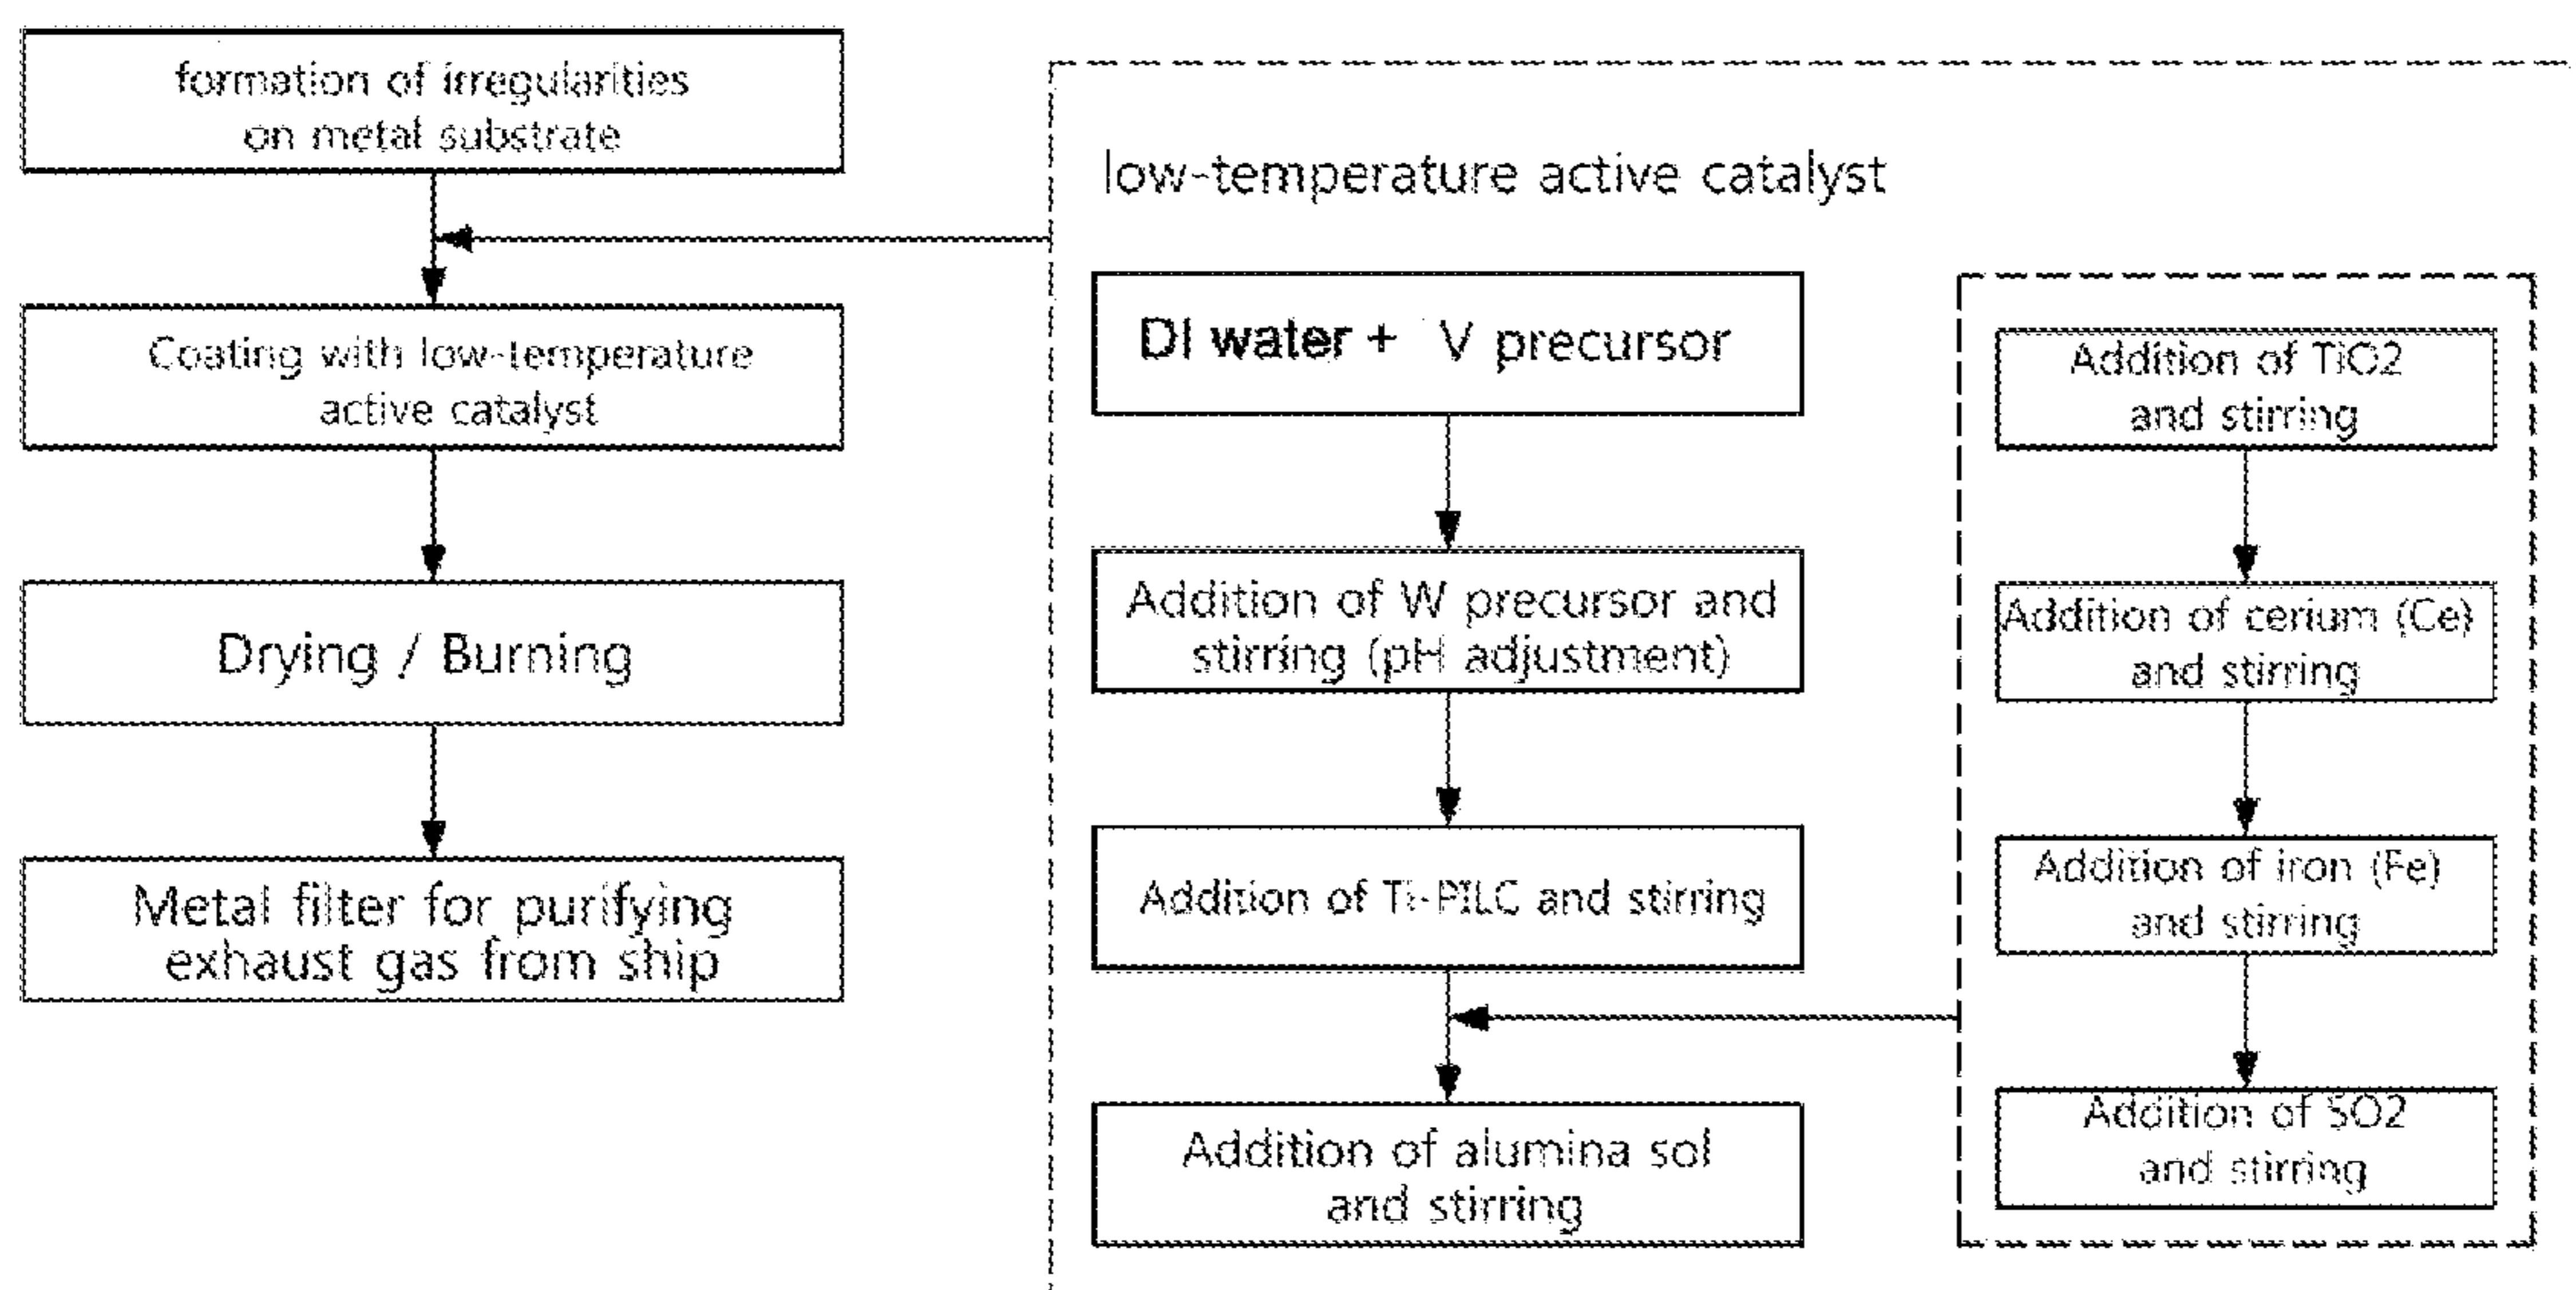 formation of irregularities
on metal substrate
Coating with low-temperature
active catalyst
Drying / Burning
Metal filter for purifying
exhaust gas from ship
low-temperature active catalyst
DI water + V precursor
Addition of W precursor and
stirring (pH adjustment)
Addition of Ti-PILC and stirring
Addition of alumina sol
and stirring
Addition of TiO2
and stirring
Addition of cerium (Ce)
and stirring
Addition of iron (Fe)
and stirring
Addition of SO2
and stirring